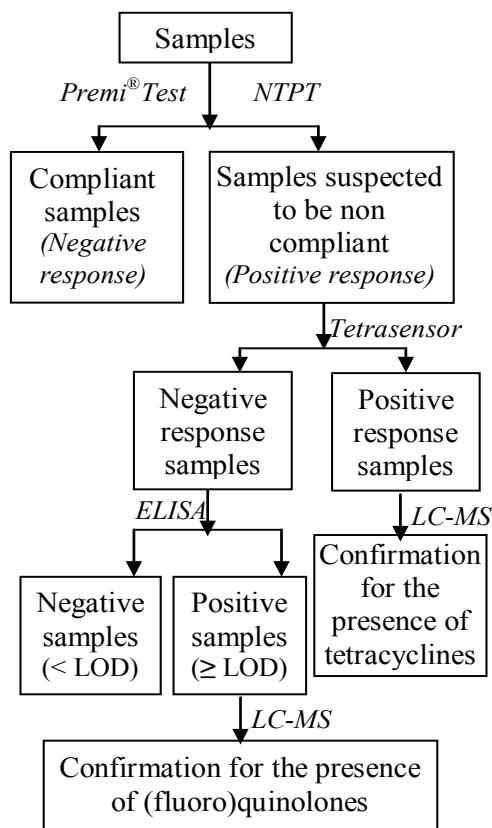 Samples
Premi®Test NTPT
Compliant
samples
(Negative
response)
Samples suspected
to be non
compliant
(Positive response)
Tetrasensor
Negative
response
samples
Positive
response
samples
ELISA
LC-MS
Negative
samples
(< LOD)
Positive
samples
(≥ LOD)
Confirmation
for the
presence of
tetracyclines
LC-MS
Confirmation for the presence
of (fluoro)quinolones